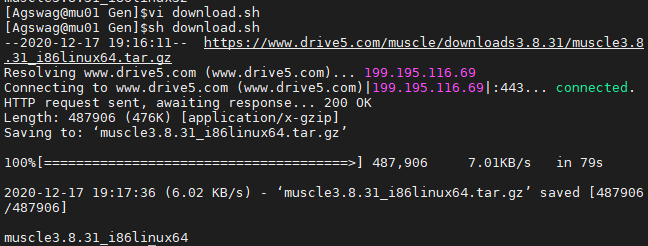 [Agswag@mu01 Gen]$vi download.sh
[Agswag@mu01 Gen]$sh download.sh
--2020-12-17 19:16:11--  https://www.drive5.com/muscle/downloads3.8.31/muscle3.8
.31_i86linux64.tar.gz
Resolving www.drive5.com (www.drive5.com)... 199.195.116.69
Connecting to www.drive5.com (www.drive5.com)|199.195.116.69|:443... connected.
HTTP request sent, awaiting response... 200 OK
Length: 487906 (476K) [application/x-gzip]
Saving to: ‘muscle3.8.31_i86linux64.tar.gz’
100%[======================================>] 487,906     7.01KB/s   in 79s
2020-12-17 19:17:36 (6.02 KB/s) - ‘muscle3.8.31_i86linux64.tar.gz’ saved [487906
/487906]
muscle3.8.31_i86linux64